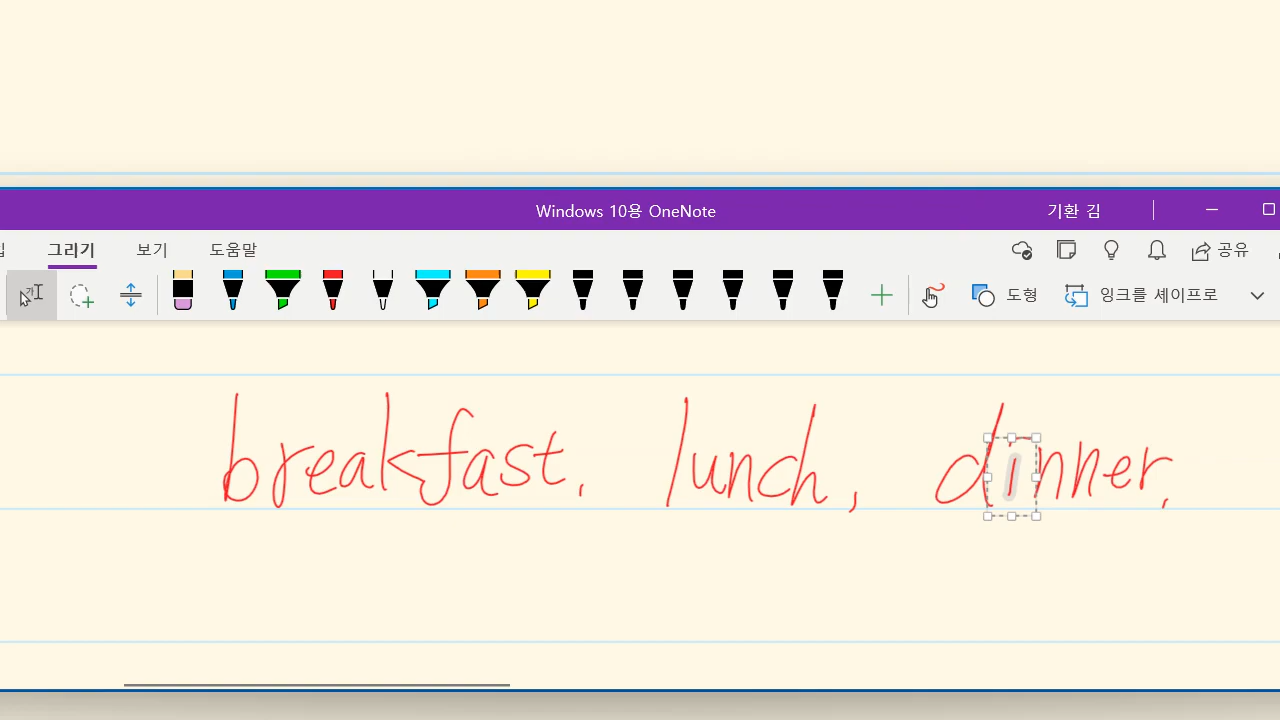 Windows 10용 OneNote 기환 김
그리기 보기 도움말 공유
도형 잉크를 셰이프로
breakfast, lunch, dinner,